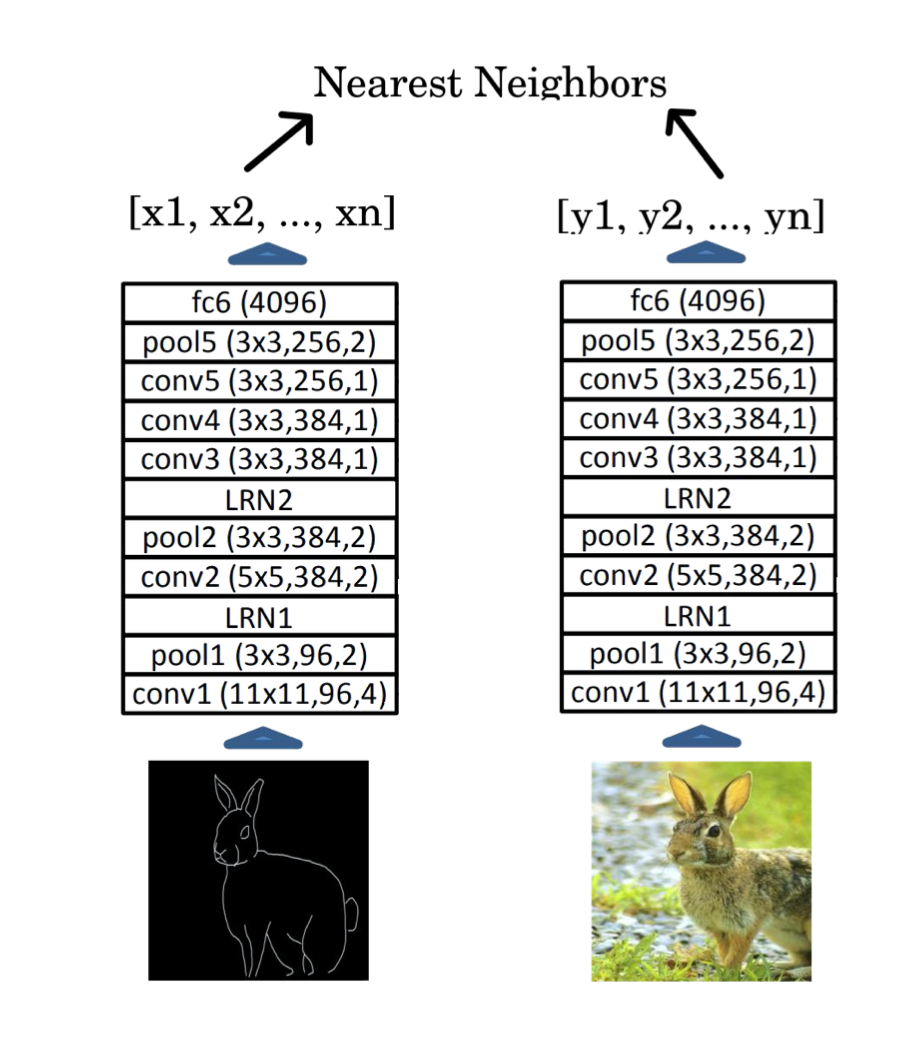 Nearest Neighbors
[x1, x2, ..., xn]
[y1, y2, ..., yn]
fc6 (4096)
pool5 (3x3,256,2)
conv5 (3x3,256,1)
conv4 (3x3,384,1)
conv3 (3x3,384,1)
LRN2
pool2 (3x3,384,2)
conv2 (5x5,384,2)
LRN1
pool1 (3x3,96,2)
conv1 (11x11,96,4)
fc6 (4096)
pool5 (3x3,256,2)
conv5 (3x3,256,1)
conv4 (3x3,384,1)
conv3 (3x3,384,1)
LRN2
pool2 (3x3,384,2)
conv2 (5x5,384,2)
LRN1
pool1 (3x3,96,2)
conv1 (11x11,96,4)